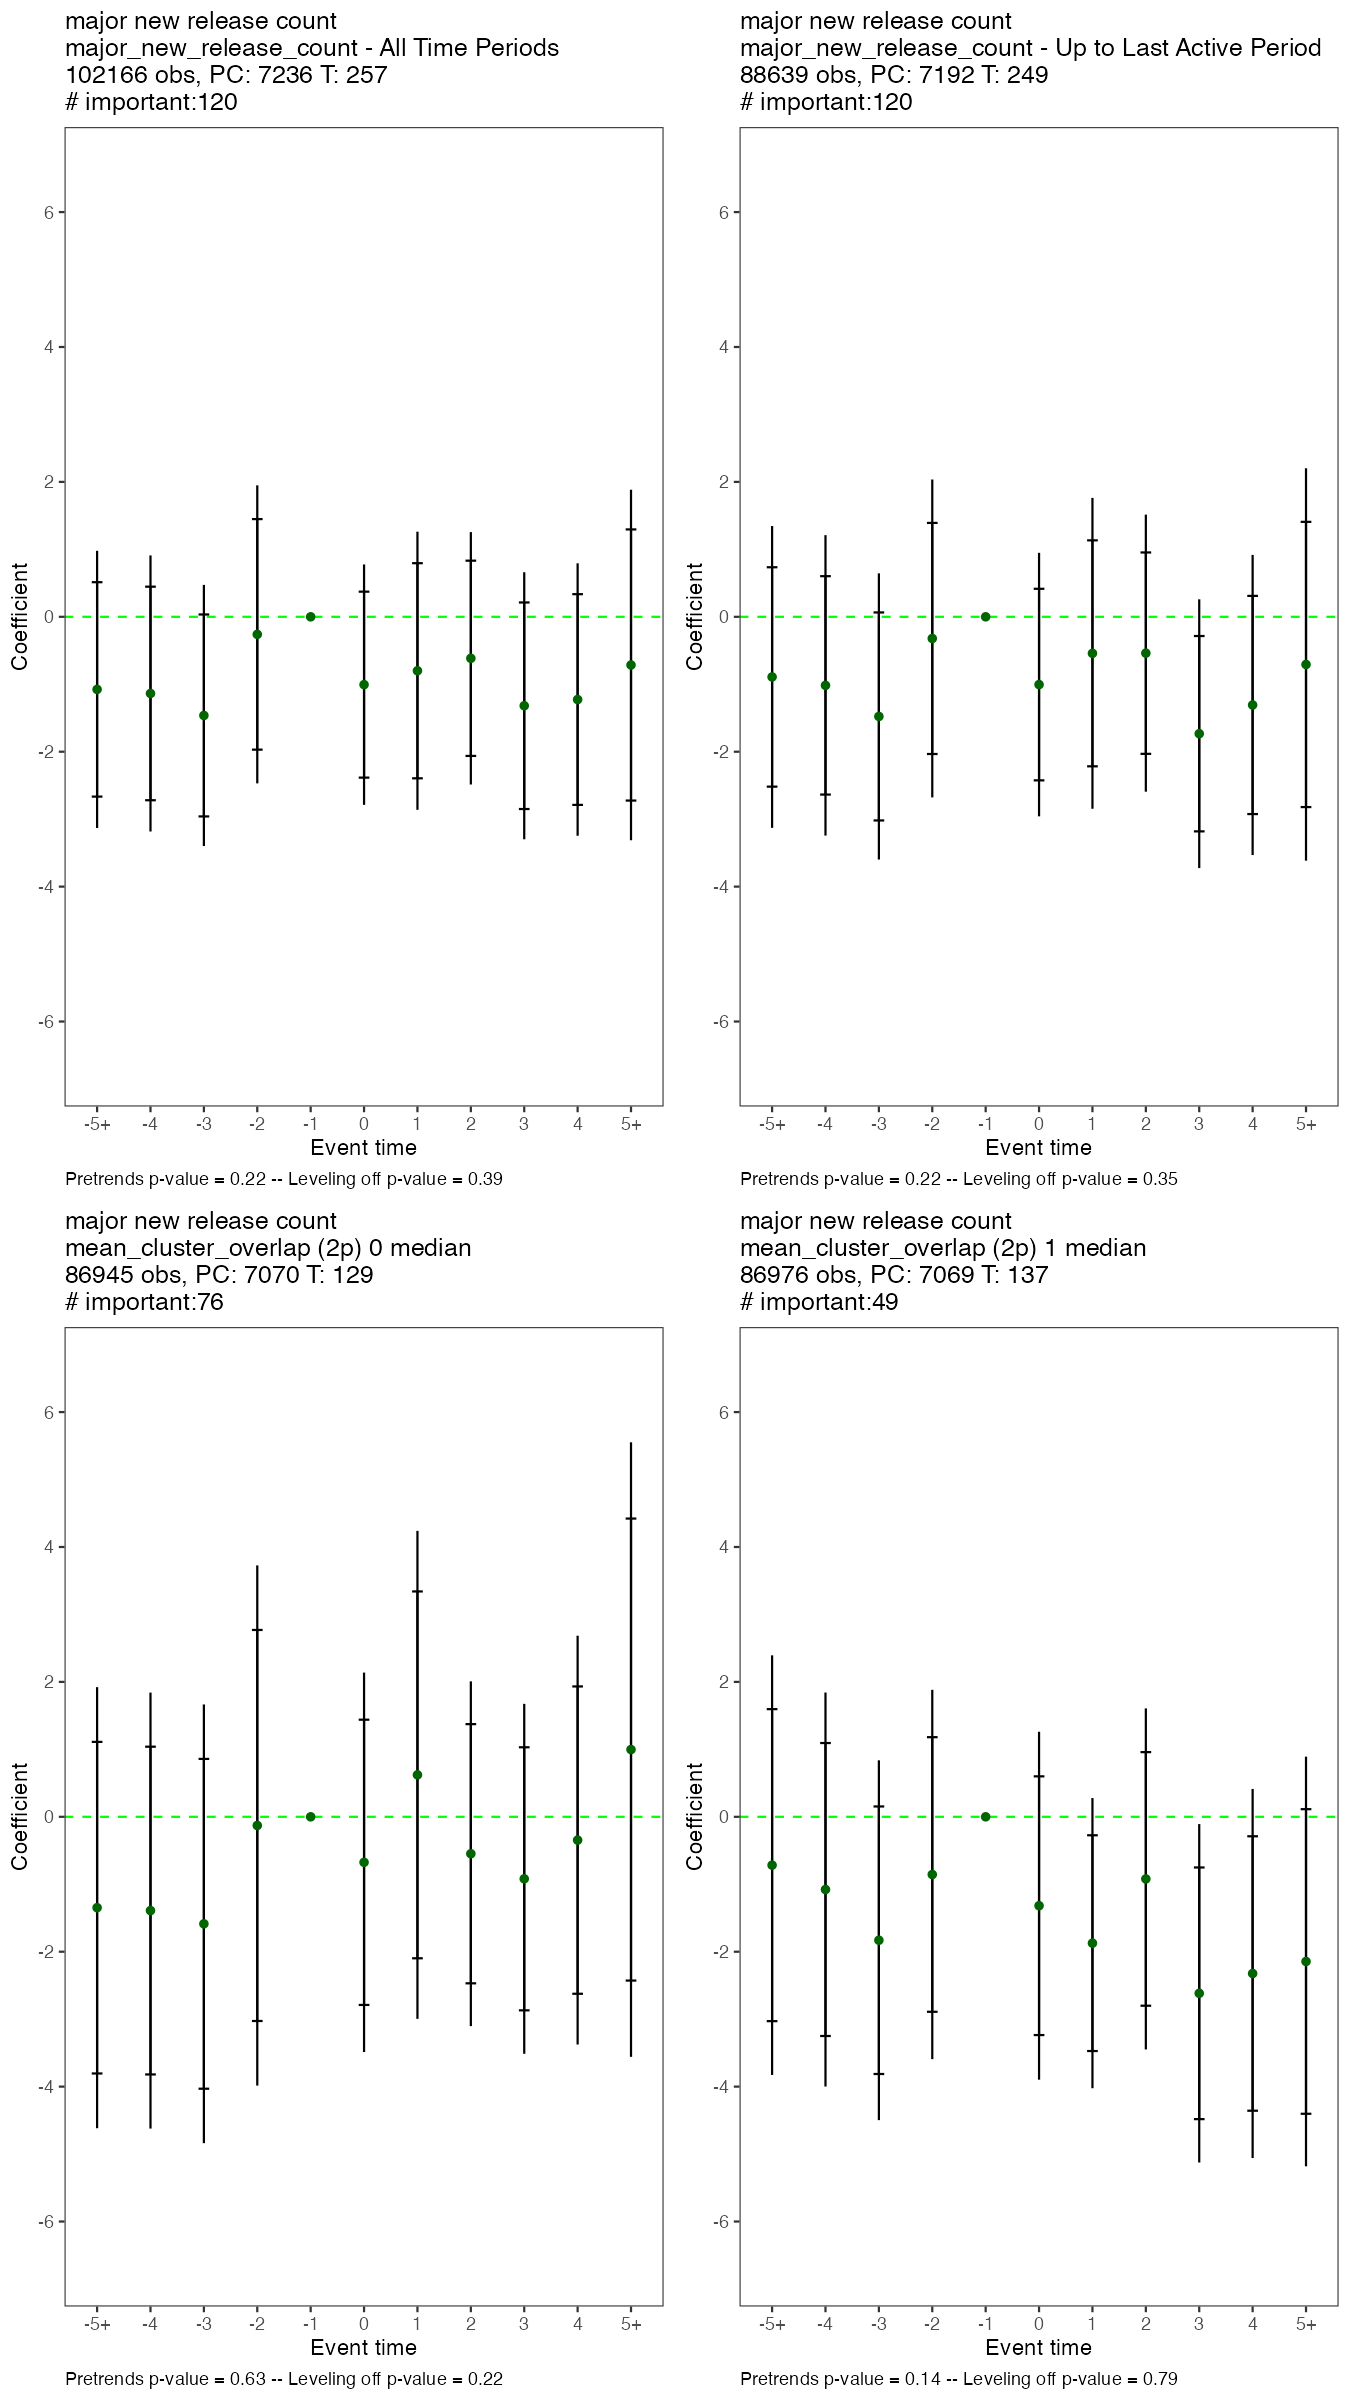 major new release count
major_new_release_count - All Time Periods
102166 obs, PC: 7236 T: 257
# important:120
6
4
2
0
-2
-4
-6
Coefficient
-5+ -4 -3 -2 -1 0 1 2 3 4 5+
Event time
Pretrends p-value = 0.22 -- Leveling off p-value = 0.39
major new release count
major_new_release_count - Up to Last Active Period
88639 obs, PC: 7192 T: 249
# important:120
6
4
2
0
-2
-4
-6
Coefficient
-5+ -4 -3 -2 -1 0 1 2 3 4 5+
Event time
Pretrends p-value = 0.22 -- Leveling off p-value = 0.35
major new release count
mean_cluster_overlap (2p) 0 median
86945 obs, PC: 7070 T: 129
# important:76
6
4
2
0
-2
-4
-6
Coefficient
-5+ -4 -3 -2 -1 0 1 2 3 4 5+
Event time
Pretrends p-value = 0.63 -- Leveling off p-value = 0.22
major new release count
mean_cluster_overlap (2p) 1 median
86976 obs, PC: 7069 T: 137
# important:49
6
4
2
0
-2
-4
-6
Coefficient
-5+ -4 -3 -2 -1 0 1 2 3 4 5+
Event time
Pretrends p-value = 0.14 -- Leveling off p-value = 0.79